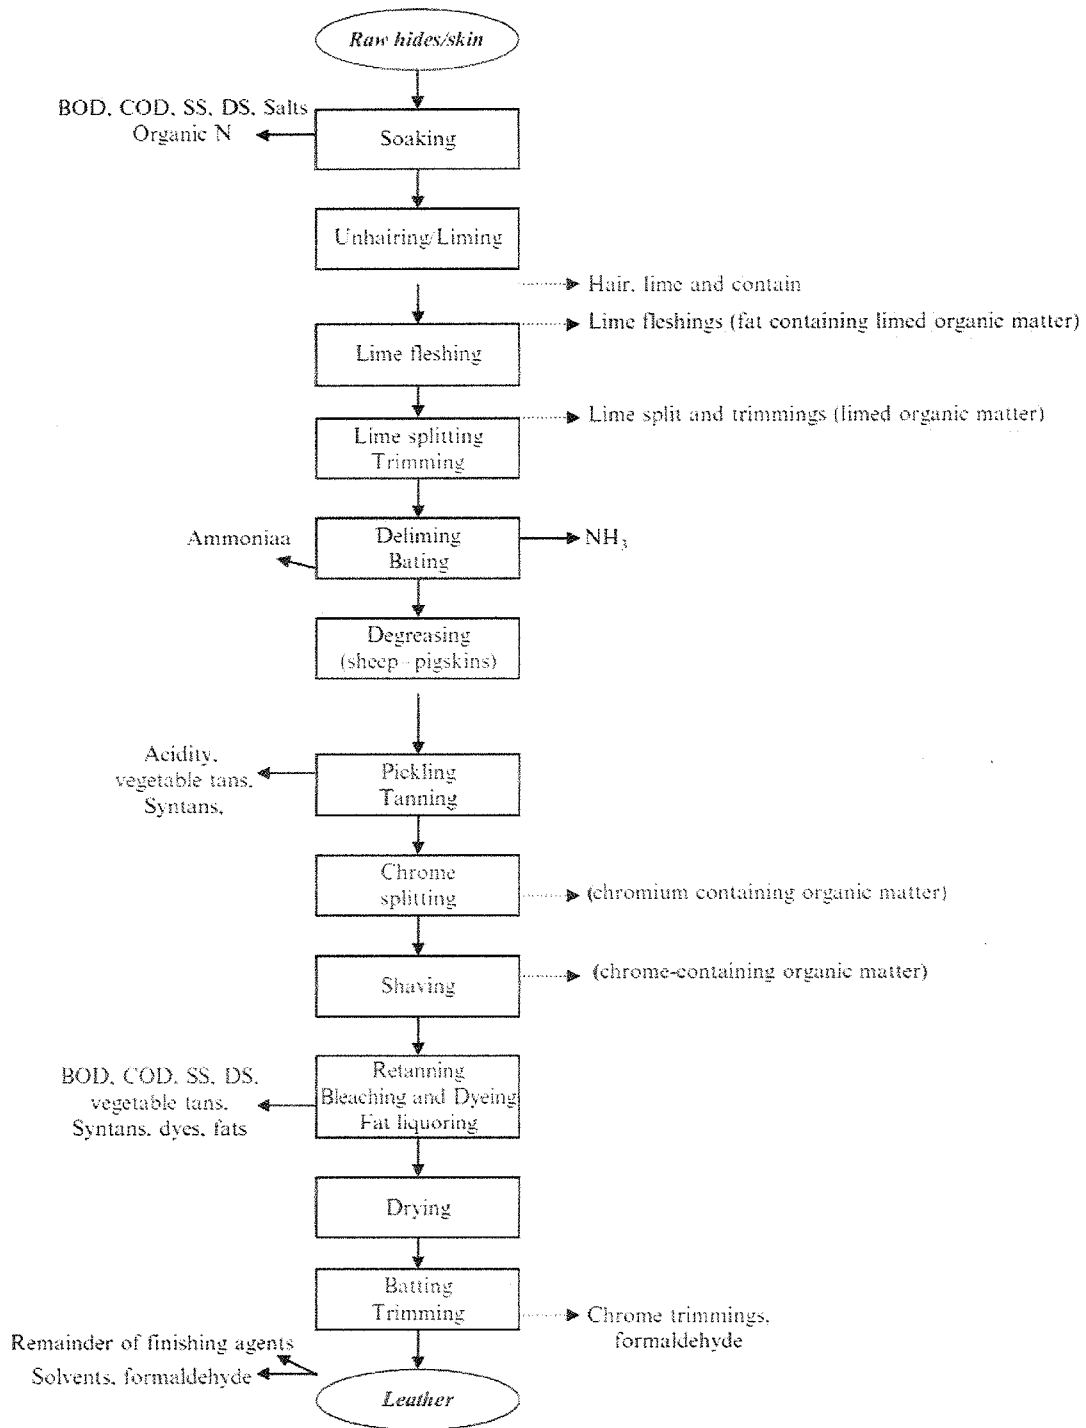 Raw hides/skin
BOD, COD, SS, DS, Salts
Organic N
Soaking
Unhairing/Liming
Hair, lime and contain
Lime fleshings (fat containing limed organic matter)
Lime fleshing
Lime split and trimmings (limed organic matter)
Lime splitting
Trimming
Ammoniaa
Deliming
Bating
NH3
Degreasing
(sheep-pigskins)
Acidity,
vegetable tans,
Syntans,
Pickling
Tanning
Chrome
splitting
(chromium containing organic matter)
Shaving
(chrome-containing organic matter)
BOD, COD, SS, DS,
vegetable tans,
Syntans, dyes, fats
Retanning
Bleaching and Dyeing
Fat liquoring
Drying
Batting
Trimming
Chrome trimmings,
formaldehyde
Remainder of finishing agents
Solvents, formaldehyde
Leather